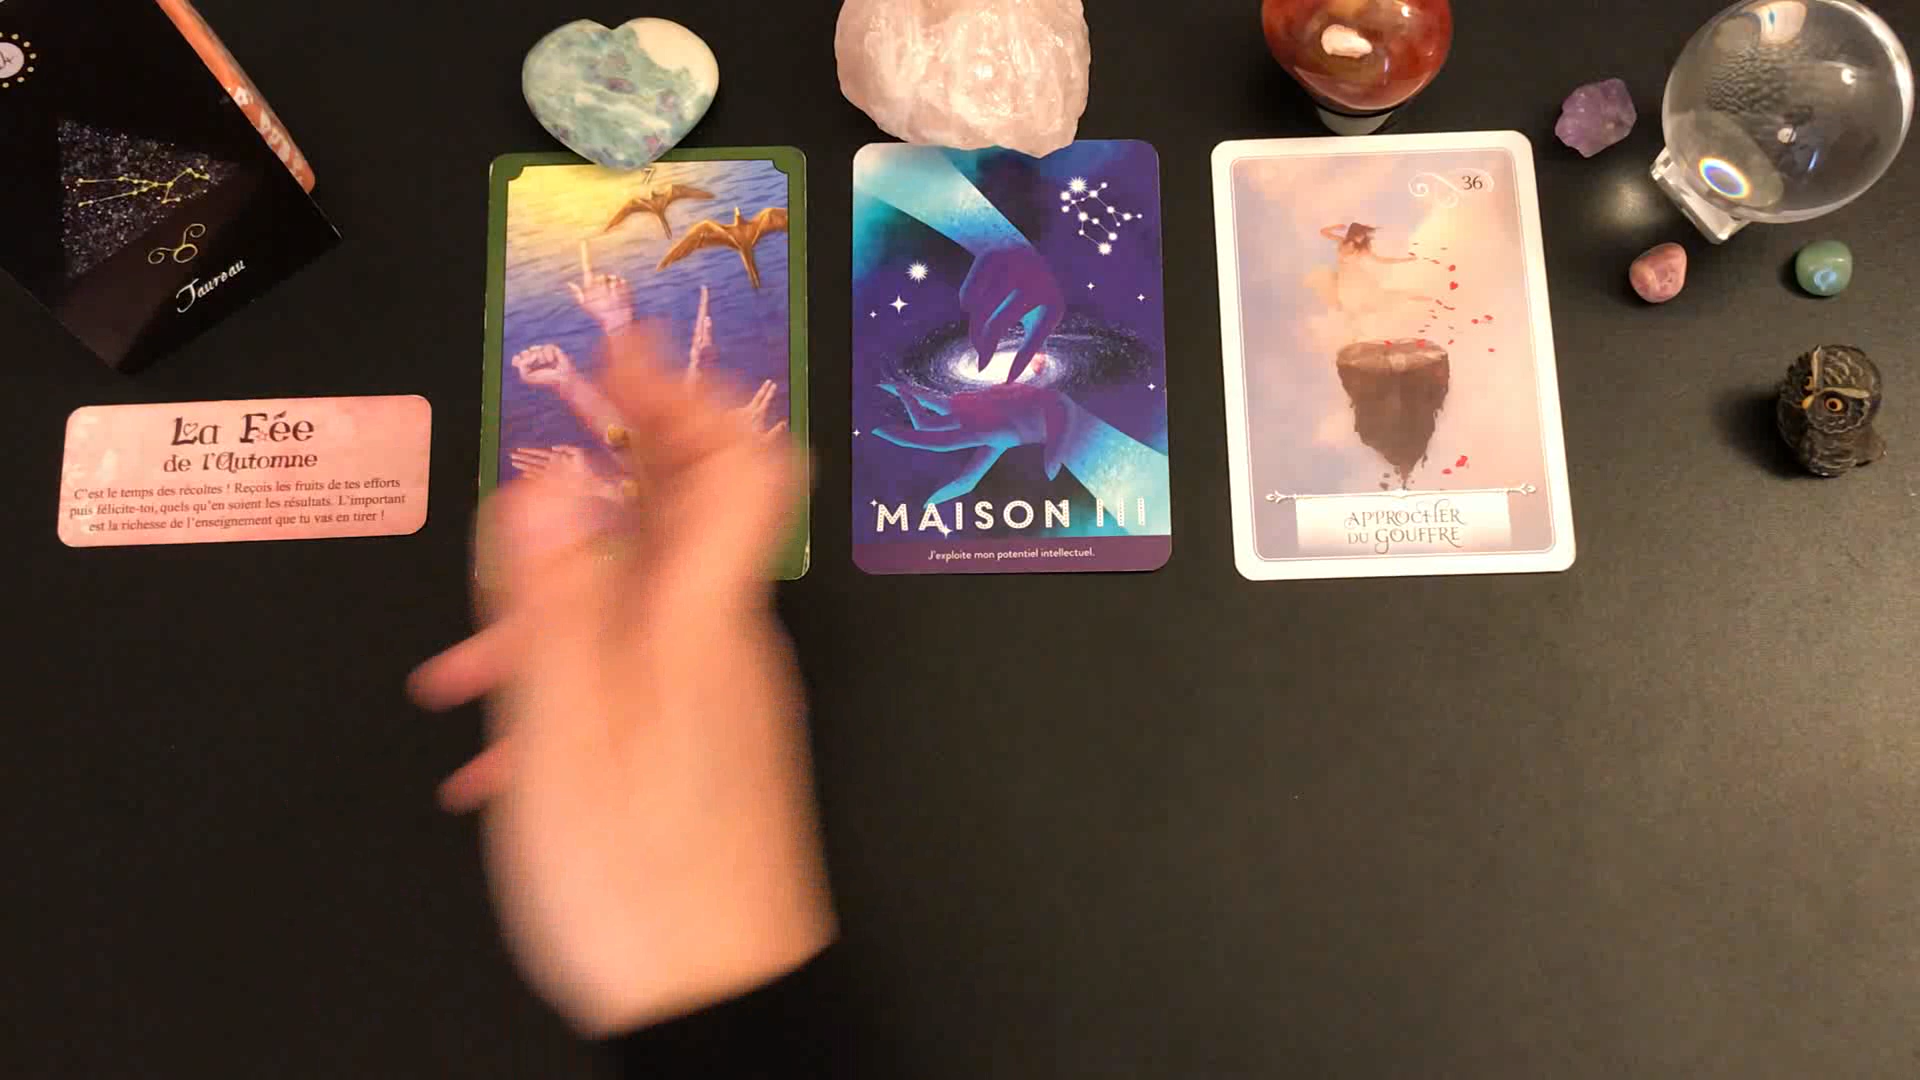 Taureau
La Fée
de l'Automne
C'est le temps des récoltes ! Reçois les fruits de tes efforts
puis félicite-toi, quels qu'en soient les résultats. L'important
est la richesse de l'enseignement que tu vas en tirer !
7
MAISON III
J'exploite mon potentiel intellectuel.
36
APPROCHER
DU GOUFFRE